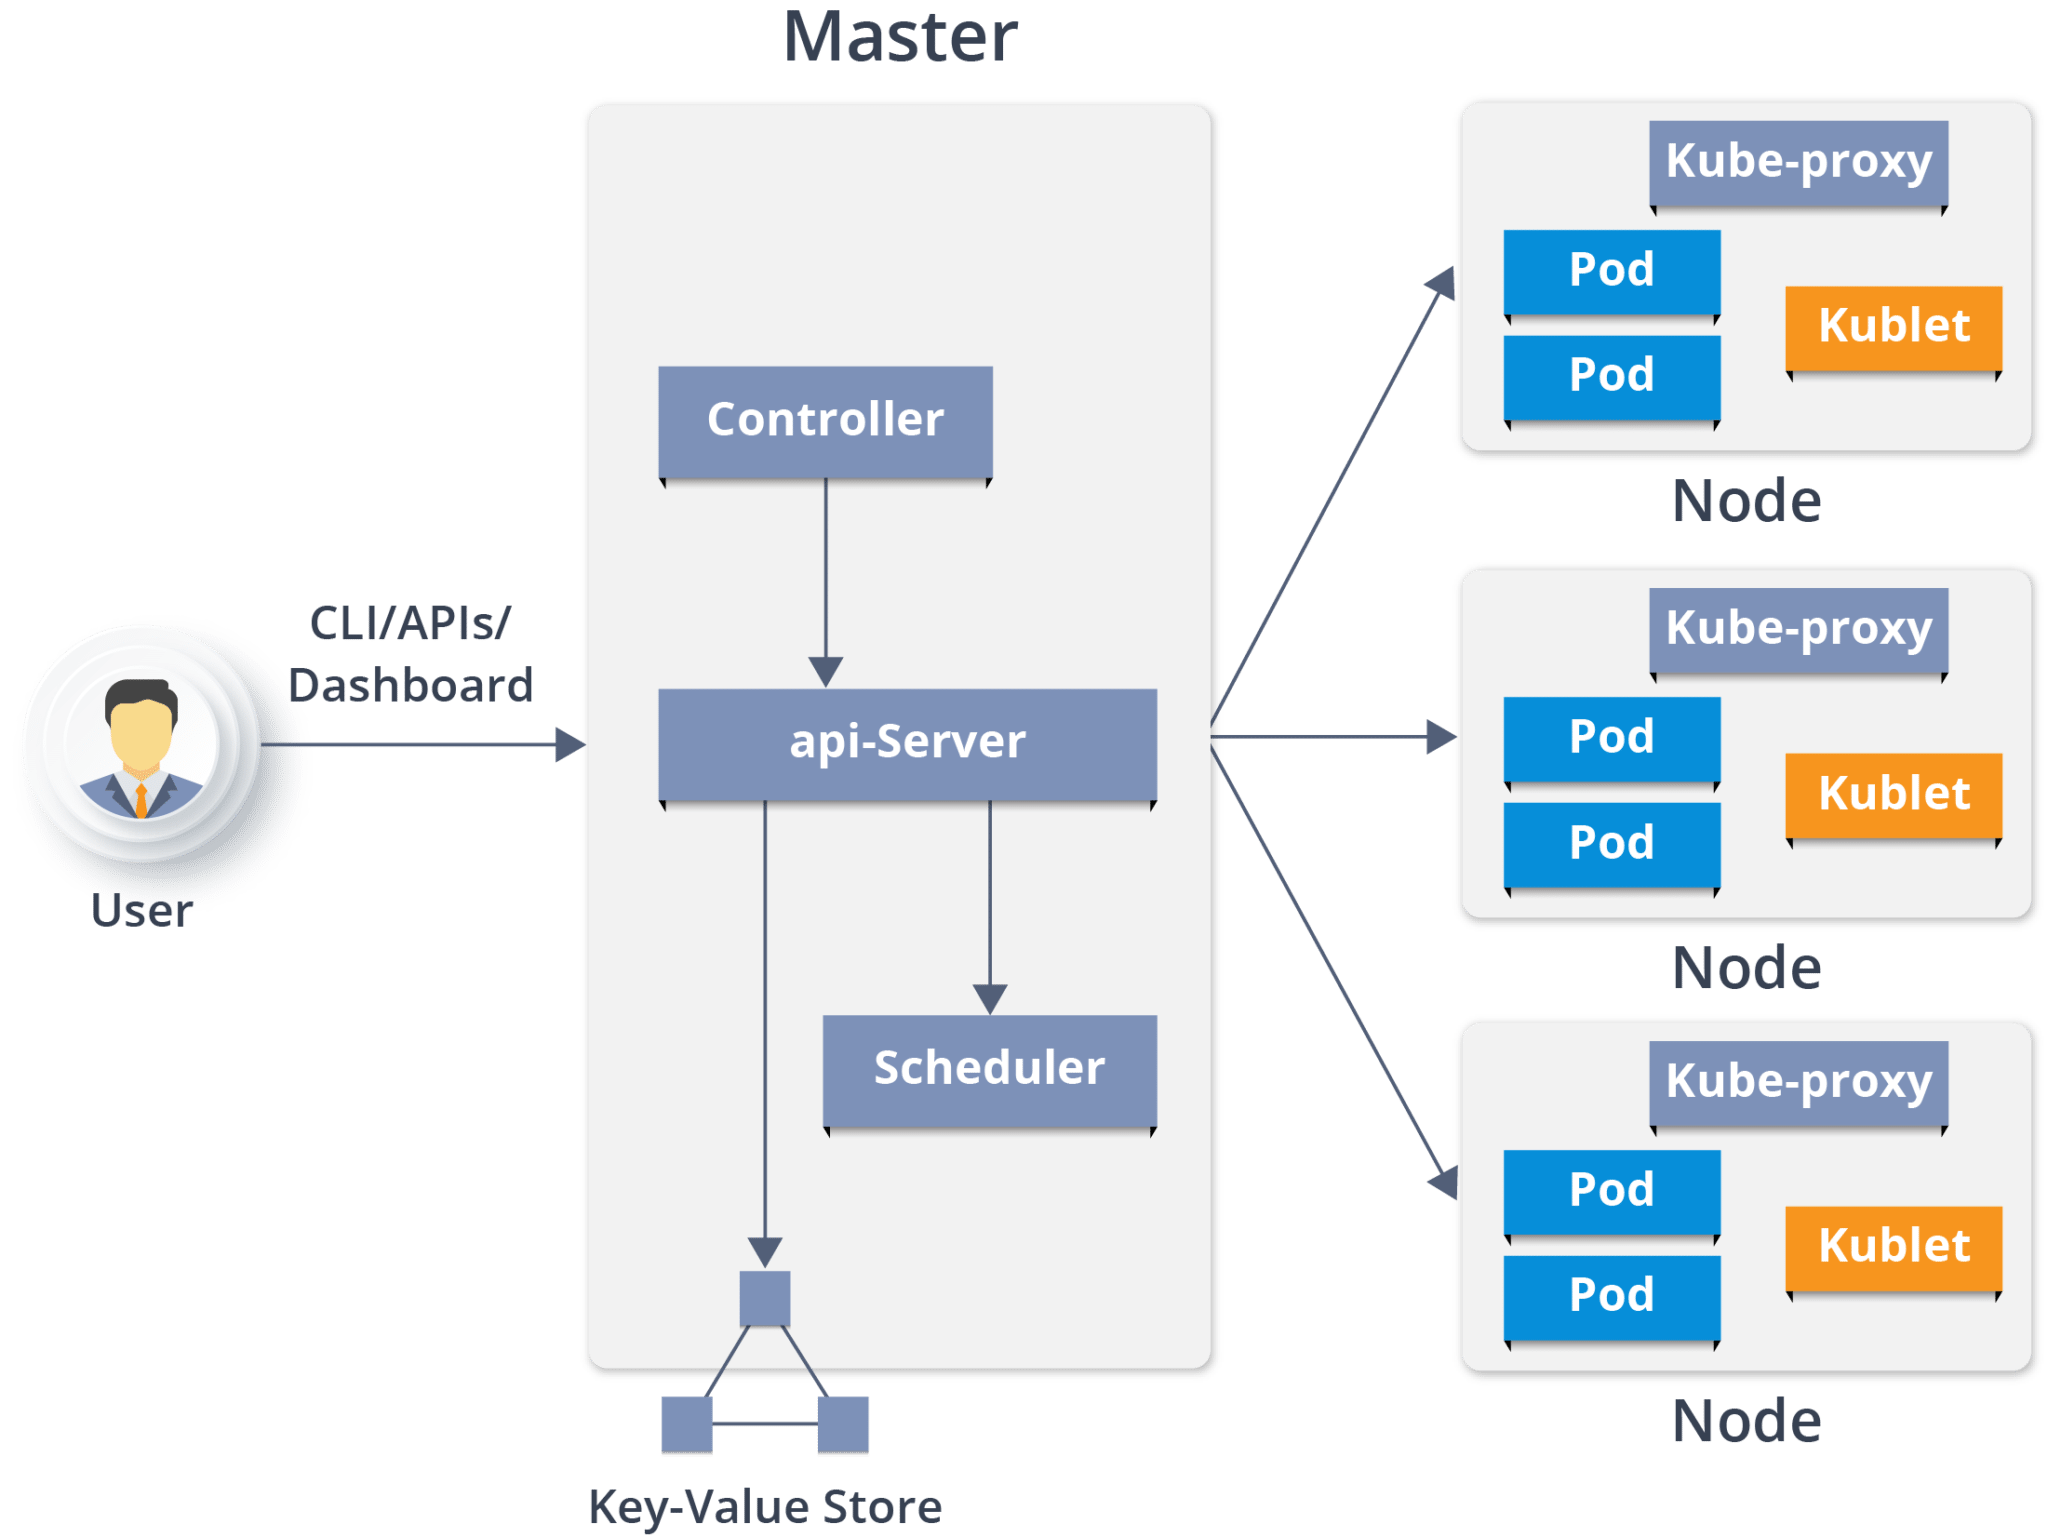 Master
Controller
api-Server
Scheduler
Key-Value Store
CLI/APIs/
Dashboard
User
Kube-proxy
Pod
Kublet
Pod
Node
Kube-proxy
Pod
Kublet
Pod
Node
Kube-proxy
Pod
Kublet
Pod
Node